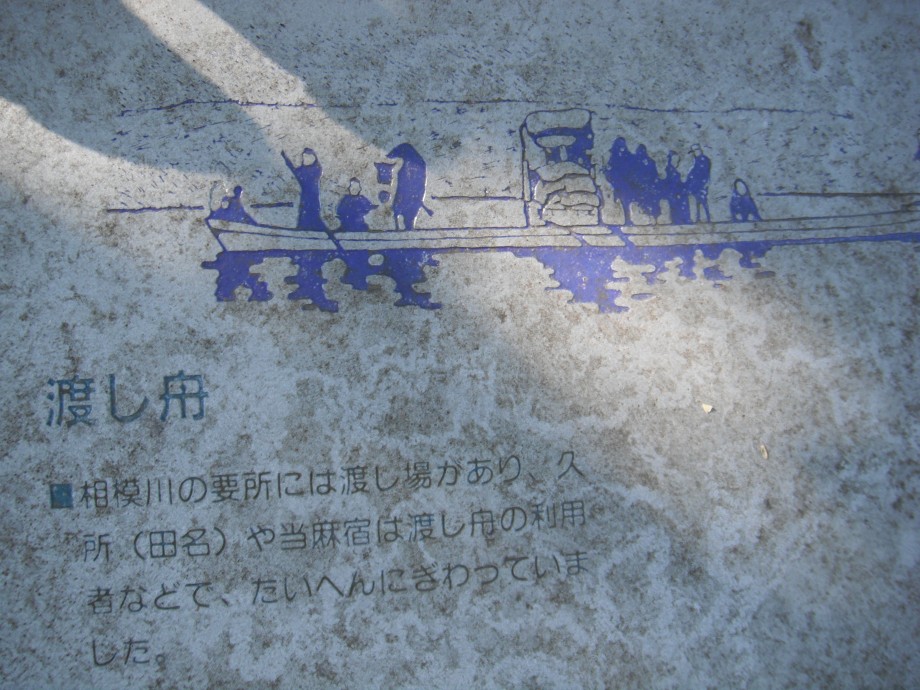 渡し舟
■相模川の要所には渡し場があり、久
所（田名）や当麻宿は渡し舟の利用
者などで、たいへんにぎわっていま
した。